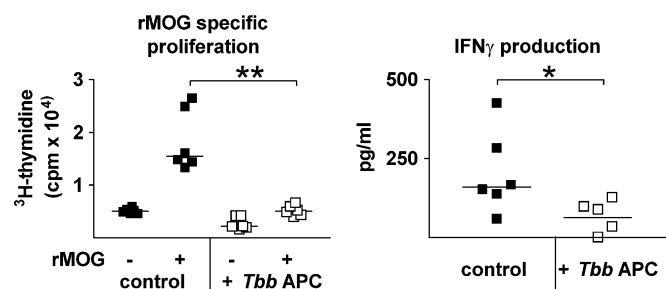 rMOG specific
proliferation
**
3
2
1
³H-thymidine
(cpm x 10⁴)
rMOG - + - +
control + Tbb APC
IFNγ production
*
500
250
pg/ml
control + Tbb APC